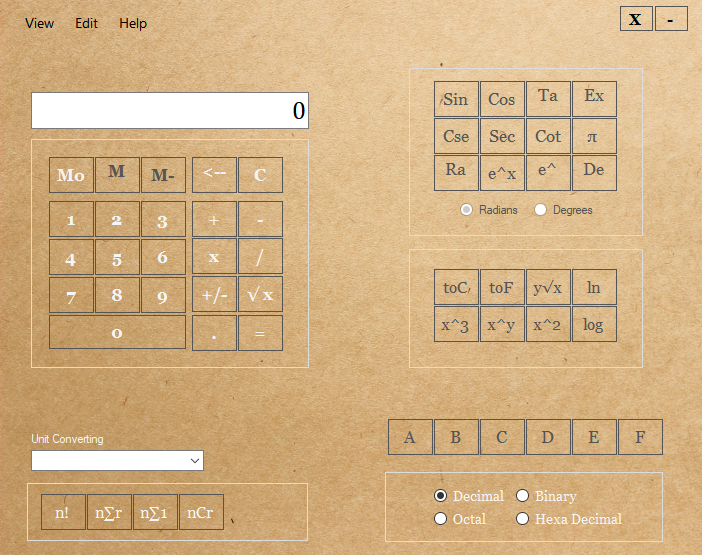 View Edit Help
X -
0
Mo M M- <-- C
1 2 3 + -
4 5 6 x /
7 8 9 +/- √x
0 . =
Sin Cos Ta Ex
Cse Sec Cot π
Ra e^x e^ De
Radians Degrees
toC toF y√x ln
x^3 x^y x^2 log
Unit Converting
n! n∑r n∑1 nCr
A B C D E F
Decimal Binary
Octal Hexa Decimal